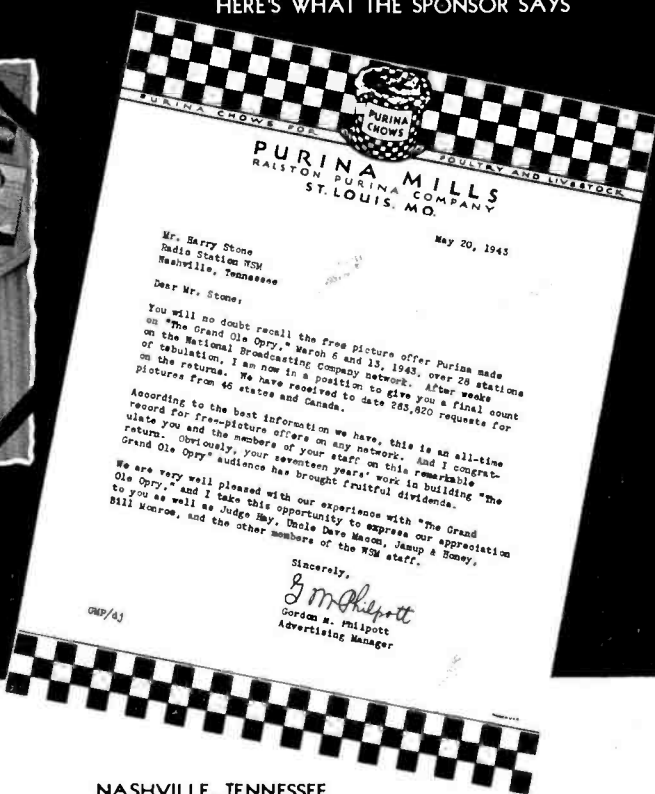 HERE'S WHAT THE SPONSOR SAYS
PURINA CHOWS
PURINA CHOWS FOR POULTRY AND LIVESTOCK
PURINA MILLS
RALSTON PURINA COMPANY
ST. LOUIS, MO.
May 20, 1943
Mr. Harry Stone
Radio Station WSM
Nashville, Tennessee
Dear Mr. Stone:
You will no doubt recall the free picture offer Purina made
on "The Grand Ole Opry," March 6 and 13, 1943, over 28 stations
on the National Broadcasting Company network. After weeks
of tabulation, I am now in a position to give you a final count
on the returns. We have received to date 283,820 requests for
pictures from 46 states and Canada.
According to the best information we have, this is an all-time
record for free-picture offers on any network. And I congrat-
ulate you and the members of your staff on this remarkable
return. Obviously, your seventeen years' work in building "The
Grand Ole Opry" audience has brought fruitful dividends.
We are very well pleased with our experience with "The Grand
Ole Opry," and I take this opportunity to express our appreciation
to you as well as Judge Hay, Uncle Dave Macon, Jamup & Honey,
Bill Monroe, and the other members of the WSM staff.
Sincerely,
G M Philpott
Gordon M. Philpott
Advertising Manager
GMP/dj
NASHVILLE, TENNESSEE